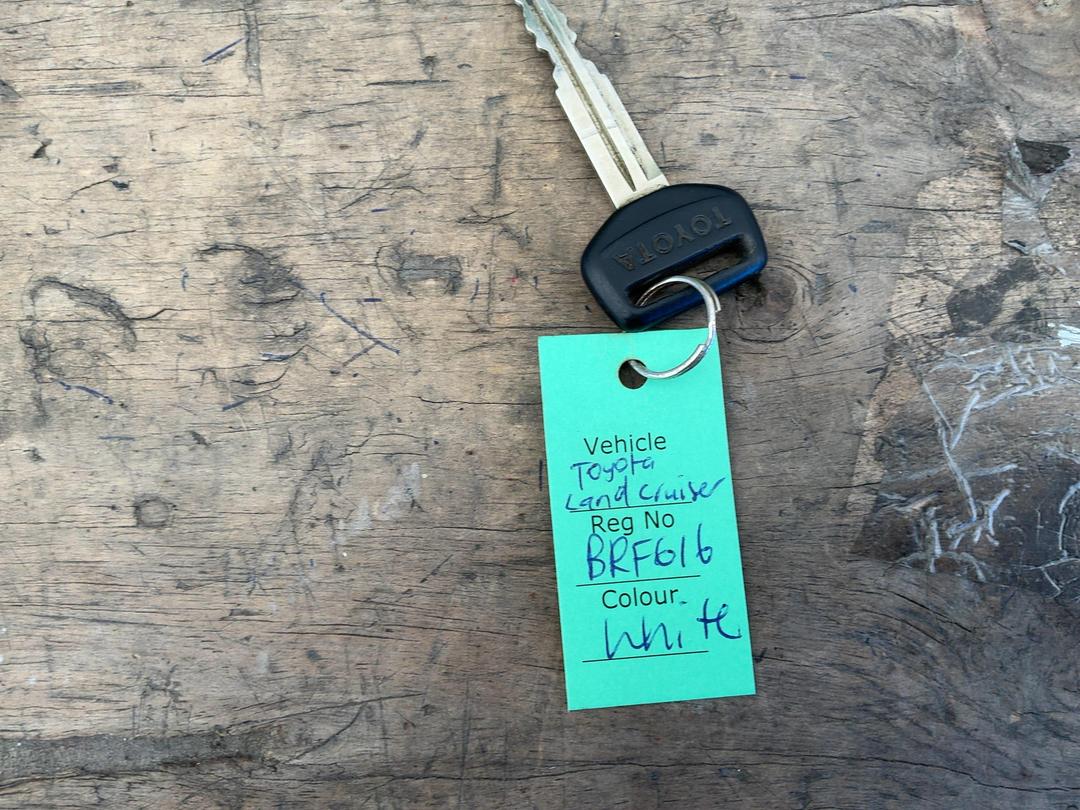 TOYOTA
Vehicle
Toyota
Land Cruiser
Reg No
BRF616
Colour
White